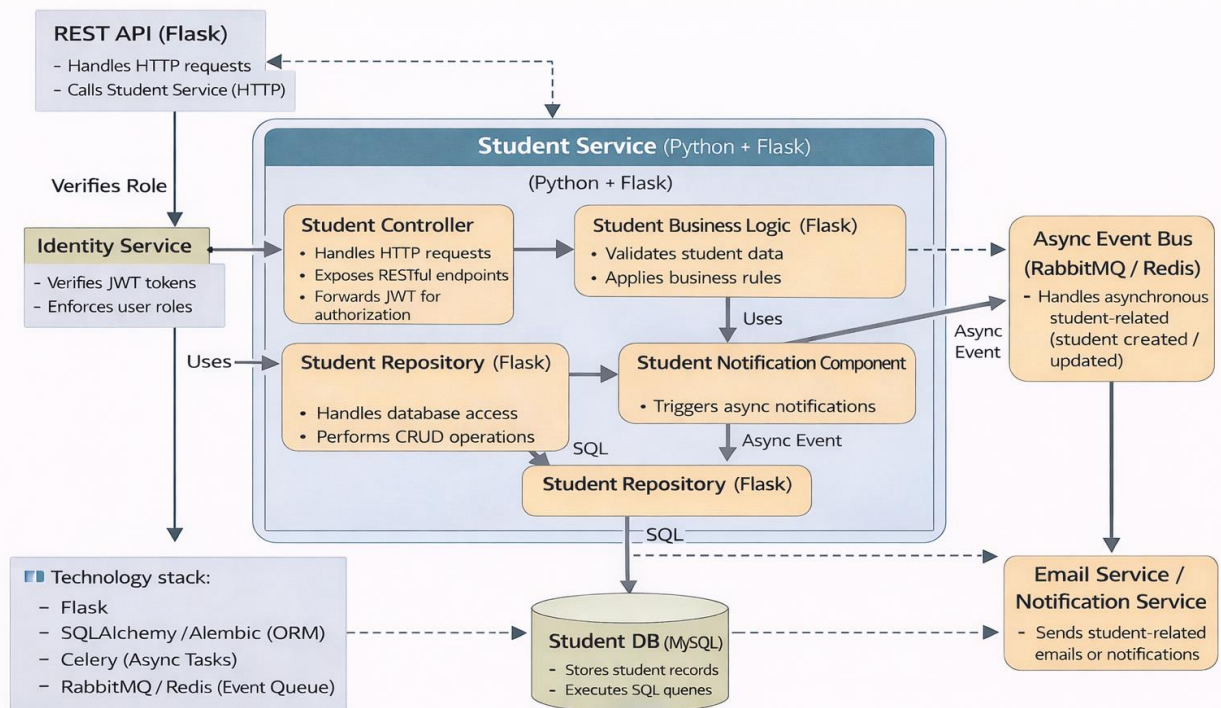 REST API (Flask)
– Handles HTTP requests
– Calls Student Service (HTTP)
Verifies Role
Identity Service
– Verifies JWT tokens
– Enforces user roles
Student Service (Python + Flask)
(Python + Flask)
Student Controller
• Handles HTTP requests
• Exposes RESTful endpoints
• Forwards JWT for
authorization
Student Business Logic (Flask)
• Validates student data
• Applies business rules
Uses
Uses
Student Repository (Flask)
• Handles database access
• Performs CRUD operations
Student Notification Component
• Triggers async notifications
SQL
Async Event
Student Repository (Flask)
SQL
Async
Event
Async Event Bus
(RabbitMQ / Redis)
– Handles asynchronous
student-related
(student created /
updated)
Email Service /
Notification Service
– Sends student-related
emails or notifications
Technology stack:
– Flask
– SQLAlchemy / Alembic (ORM)
– Celery (Async Tasks)
– RabbitMQ / Redis (Event Queue)
Student DB (MySQL)
– Stores student records
– Executes SQL quenes